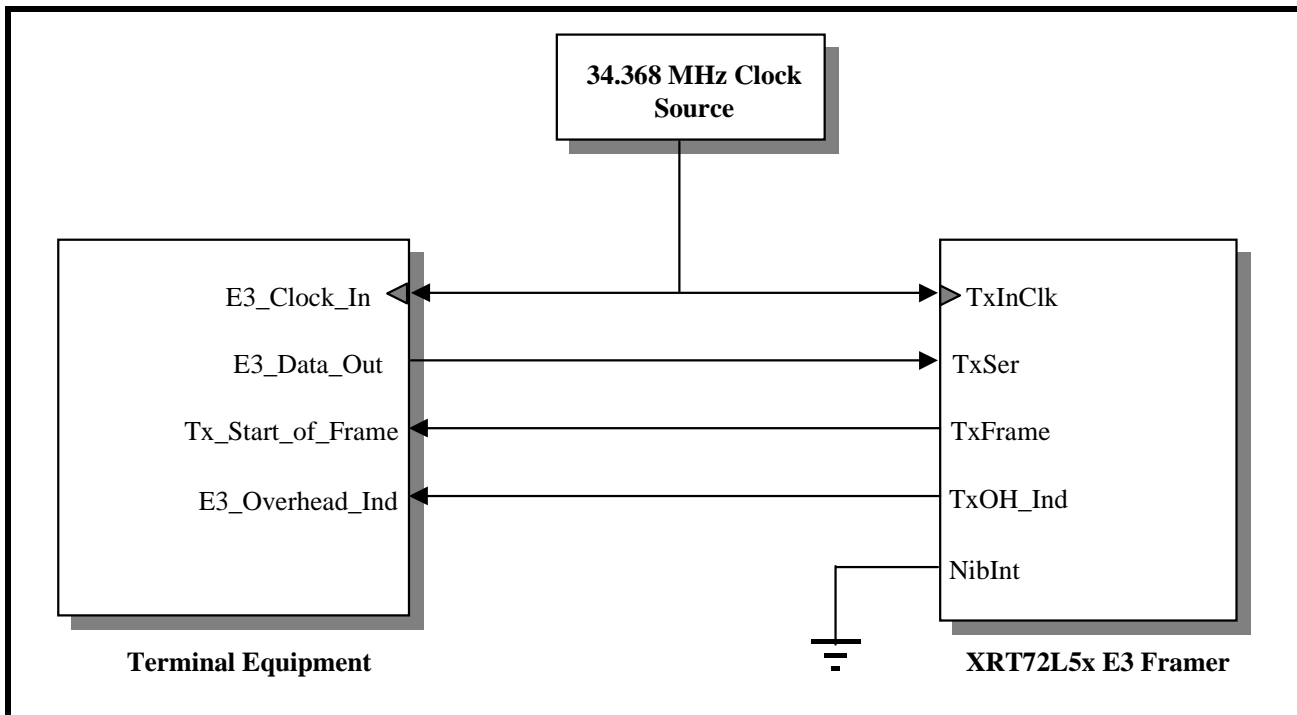 34.368 MHz Clock
Source
E3_Clock_In
TxInClk
E3_Data_Out
TxSer
Tx_Start_of_Frame
TxFrame
E3_Overhead_Ind
TxOH_Ind
NibInt
Terminal Equipment
XRT72L5x E3 Framer